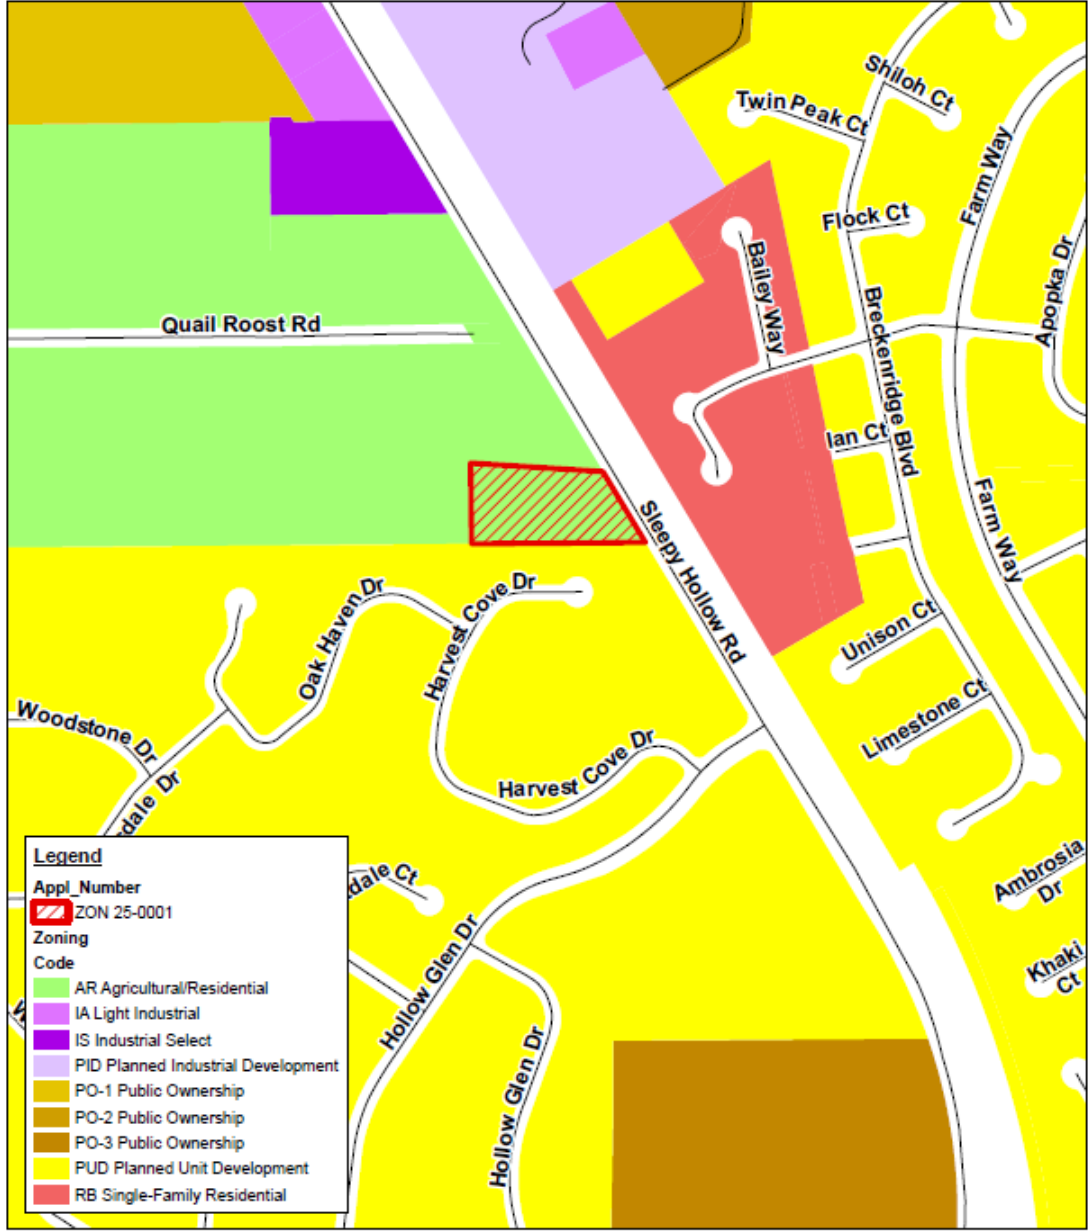 Shiloh Ct
Twin Peak Ct
Farm Way
Flock Ct
Bailey Way
Apopka Dr
Quail Roost Rd
Breckenridge Blvd
Ian Ct
Sleepy Hollow Rd
Farm Way
Oak Haven Dr
Harvest Cove Dr
Unison Ct
Woodstone Dr
Limestone Ct
Harvest Cove Dr
sdale Dr
Legend
Appl_Number
ZON 25-0001
Zoning
Code
AR Agricultural/Residential
IA Light Industrial
IS Industrial Select
PID Planned Industrial Development
PO-1 Public Ownership
PO-2 Public Ownership
PO-3 Public Ownership
PUD Planned Unit Development
RB Single-Family Residential
dale Ct
Ambrosia
Dr
Hollow Glen Dr
Khaki
Ct
Hollow Glen Dr